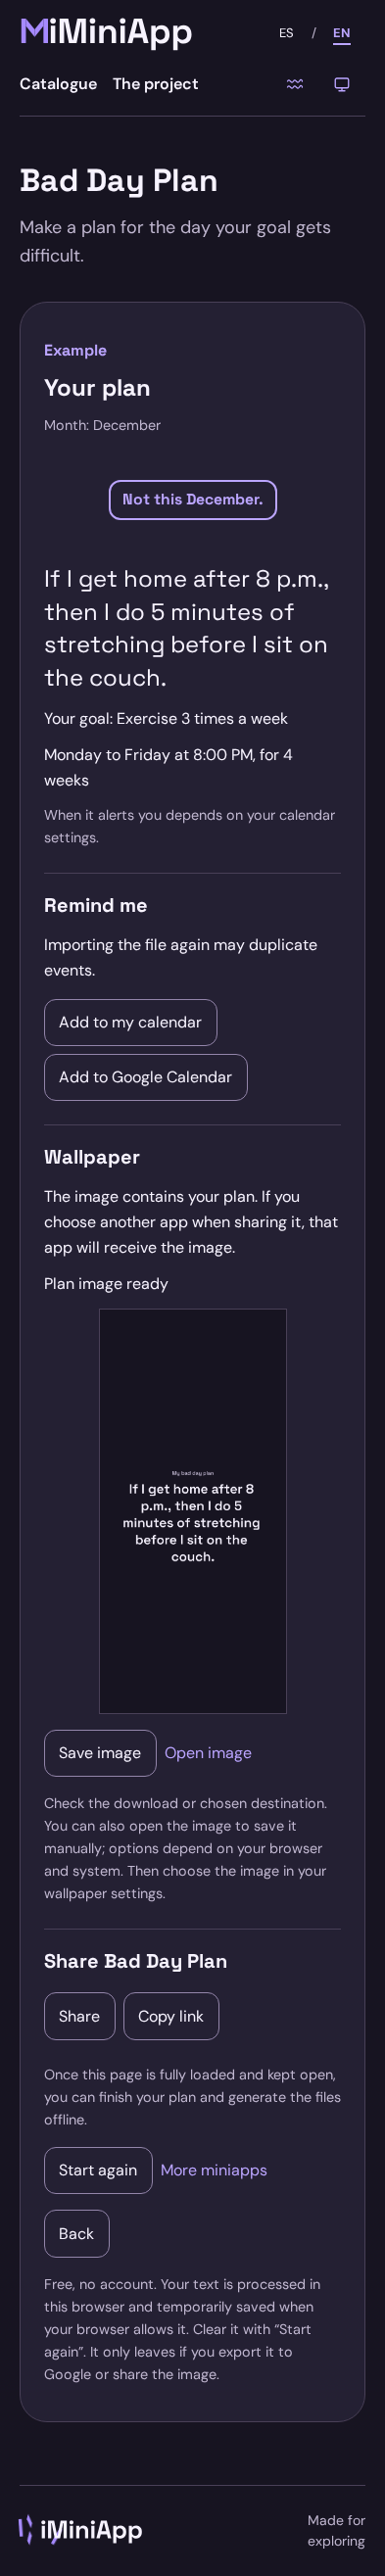 MiMiniApp
ES / EN
Catalogue The project
Bad Day Plan
Make a plan for the day your goal gets
difficult.
Example
Your plan
Month: December
Not this December.
If I get home after 8 p.m.,
then I do 5 minutes of
stretching before I sit on
the couch.
Your goal: Exercise 3 times a week
Monday to Friday at 8:00 PM, for 4
weeks
When it alerts you depends on your calendar
settings.
Remind me
Importing the file again may duplicate
events.
Add to my calendar
Add to Google Calendar
Wallpaper
The image contains your plan. If you
choose another app when sharing it, that
app will receive the image.
Plan image ready
My bad day plan
If I get home after 8
p.m., then I do 5
minutes of stretching
before I sit on the
couch.
Save image Open image
Check the download or chosen destination.
You can also open the image to save it
manually; options depend on your browser
and system. Then choose the image in your
wallpaper settings.
Share Bad Day Plan
Share Copy link
Once this page is fully loaded and kept open,
you can finish your plan and generate the files
offline.
Start again More miniapps
Back
Free, no account. Your text is processed in
this browser and temporarily saved when
your browser allows it. Clear it with “Start
again”. It only leaves if you export it to
Google or share the image.
iMiniApp
Made for
exploring